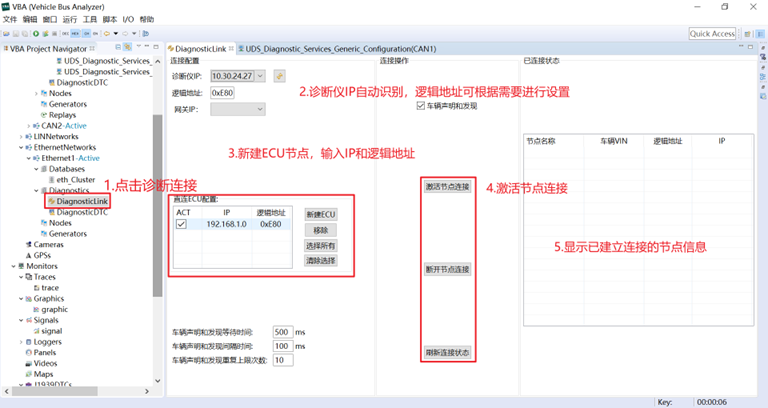 VBA (Vehicle Bus Analyzer)
文件 编辑 窗口 运行 工具 脚本 I/O 帮助
Quick Access
VBA Project Navigator
DiagnosticLink
UDS_Diagnostic_Services_Generic_Configuration(CAN1)
UDS_Diagnostic_Services_
UDS_Diagnostic_Services_
DiagnosticDTC
Nodes
Generators
Replays
CAN2-Active
LINNetworks
EthernetNetworks
Ethernet1-Active
Databases
eth_Cluster
Diagnostics
DiagnosticLink
DiagnosticDTC
Nodes
Generators
Cameras
GPSs
Monitors
Traces
trace
Graphics
graphic
Signals
signal
Loggers
Panels
Videos
Maps
J1939DTCs
1.点击诊断连接
连接配置
诊断仪IP: 10.30.24.27
逻辑地址: 0xE80
网关IP:
2.诊断仪IP自动识别，逻辑地址可根据需要进行设置
3.新建ECU节点，输入IP和逻辑地址
直连ECU配置:
ACT IP 逻辑地址
192.168.1.0 0xE80
新建ECU
移除
选择所有
清除选择
车辆声明和发现等待时间: 500 ms
车辆声明和发现间隔时间: 100 ms
车辆声明和发现重复上限次数: 10
连接操作
车辆声明和发现
激活节点连接
断开节点连接
刷新连接状态
4.激活节点连接
已连接状态
节点名称 车辆VIN 逻辑地址 IP
5.显示已建立连接的节点信息
Key: 00:00:06